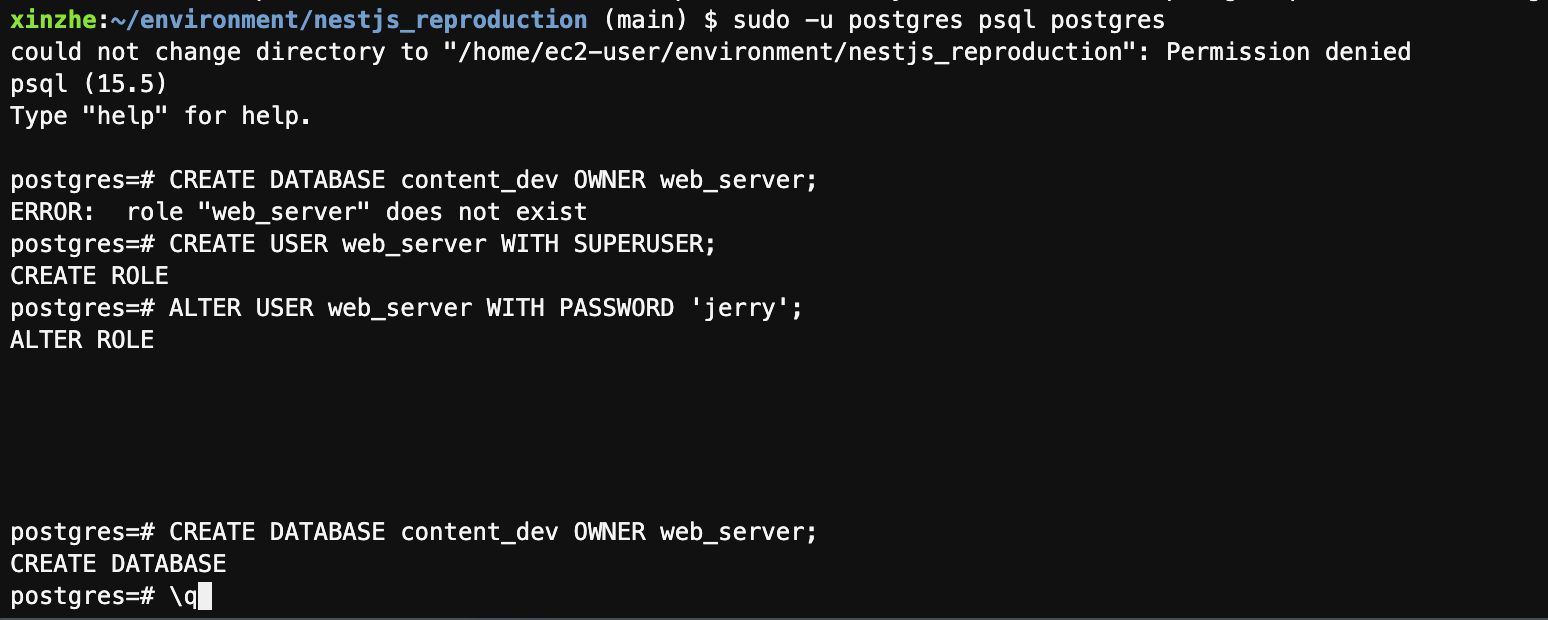 xinzhe:~/environment/nestjs_reproduction (main) $ sudo -u postgres psql postgres
could not change directory to "/home/ec2-user/environment/nestjs_reproduction": Permission denied
psql (15.5)
Type "help" for help.
postgres=# CREATE DATABASE content_dev OWNER web_server;
ERROR:  role "web_server" does not exist
postgres=# CREATE USER web_server WITH SUPERUSER;
CREATE ROLE
postgres=# ALTER USER web_server WITH PASSWORD 'jerry';
ALTER ROLE
postgres=# CREATE DATABASE content_dev OWNER web_server;
CREATE DATABASE
postgres=# \q